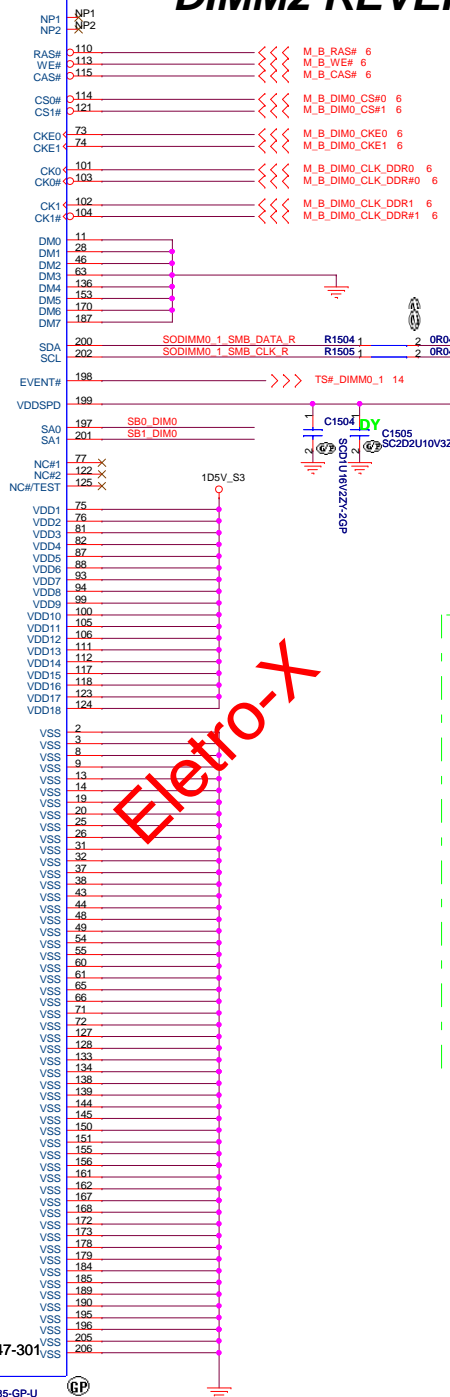 DIMM2 REVE
NP1 NP1
NP2 NP2
RAS# 110 M_B_RAS# 6
WE# 113 M_B_WE# 6
CAS# 115 M_B_CAS# 6
CS0# 114 M_B_DIM0_CS#0 6
CS1# 121 M_B_DIM0_CS#1 6
CKE0 73 M_B_DIM0_CKE0 6
CKE1 74 M_B_DIM0_CKE1 6
CK0 101 M_B_DIM0_CLK_DDR0 6
CK0# 103 M_B_DIM0_CLK_DDR#0 6
CK1 102 M_B_DIM0_CLK_DDR1 6
CK1# 104 M_B_DIM0_CLK_DDR#1 6
DM0 11
DM1 28
DM2 46
DM3 63
DM4 136
DM5 153
DM6 170
DM7 187
SDA 200 SODIMM0_1_SMB_DATA_R R1504 1 2 0R04
SCL 202 SODIMM0_1_SMB_CLK_R R1505 1 2 0R04
EVENT# 198 TS#_DIMM0_1 14
VDDSPD 199
SA0 197 SB0_DIM0
SA1 201 SB1_DIM0
1 C1504 2 GP
SCD1U16V2ZY-2GP
DY
1 C1505 2 GP
SC2D2U10V3Z
NC#1 77
NC#2 122
NC#/TEST 125
1D5V_S3
VDD1 75
VDD2 76
VDD3 81
VDD4 82
VDD5 87
VDD6 88
VDD7 93
VDD8 94
VDD9 99
VDD10 100
VDD11 105
VDD12 106
VDD13 111
VDD14 112
VDD15 117
VDD16 118
VDD17 123
VDD18 124
Eletro-X
VSS 2
VSS 3
VSS 8
VSS 9
VSS 13
VSS 14
VSS 19
VSS 20
VSS 25
VSS 26
VSS 31
VSS 32
VSS 37
VSS 38
VSS 43
VSS 44
VSS 48
VSS 49
VSS 54
VSS 55
VSS 60
VSS 61
VSS 65
VSS 66
VSS 71
VSS 72
VSS 127
VSS 128
VSS 133
VSS 134
VSS 138
VSS 139
VSS 144
VSS 145
VSS 150
VSS 151
VSS 155
VSS 156
VSS 161
VSS 162
VSS 167
VSS 168
VSS 172
VSS 173
VSS 178
VSS 179
VSS 184
VSS 185
VSS 189
VSS 190
VSS 195
VSS 196
VSS 205
VSS 206
47-301
35-GP-U GP